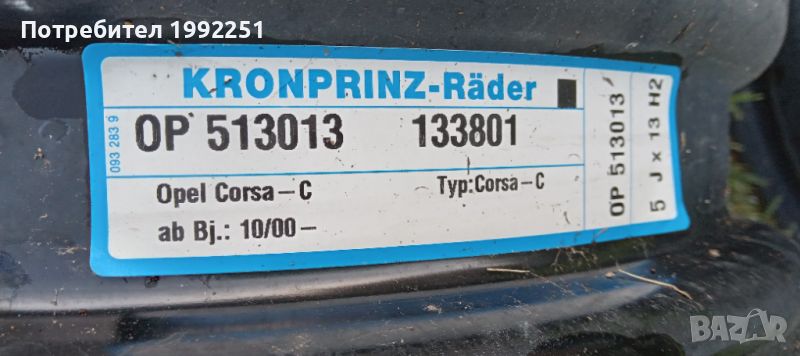 Потребител 1992251
KRONPRINZ-Räder
093 283 9
OP 513013 133801
Opel Corsa-C Typ:Corsa-C
ab Bj.: 10/00-
OP 513013
5 J x 13 H2
BAZAR